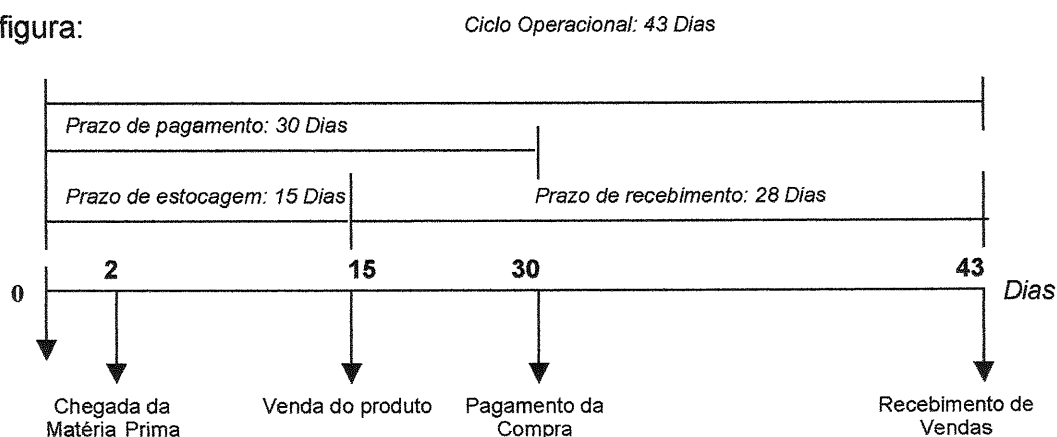 figura:
Ciclo Operacional: 43 Dias
Prazo de pagamento: 30 Dias
Prazo de estocagem: 15 Dias
Prazo de recebimento: 28 Dias
2
15
30
43
0
Dias
Chegada da
Matéria Prima
Venda do produto
Pagamento da
Compra
Recebimento de
Vendas